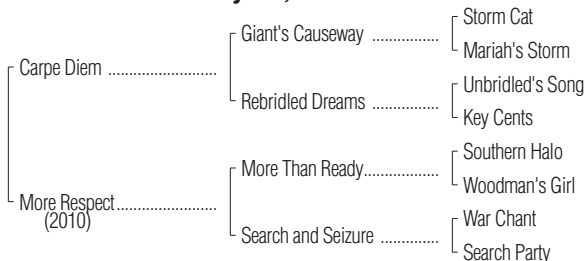 Storm Cat
Giant's Causeway ................
Mariah's Storm
Carpe Diem ..........................
Unbridled's Song
Rebridled Dreams ................
Key Cents
Southern Halo
More Than Ready..................
Woodman's Girl
More Respect........................
(2010)
War Chant
Search and Seizure ..............
Search Party